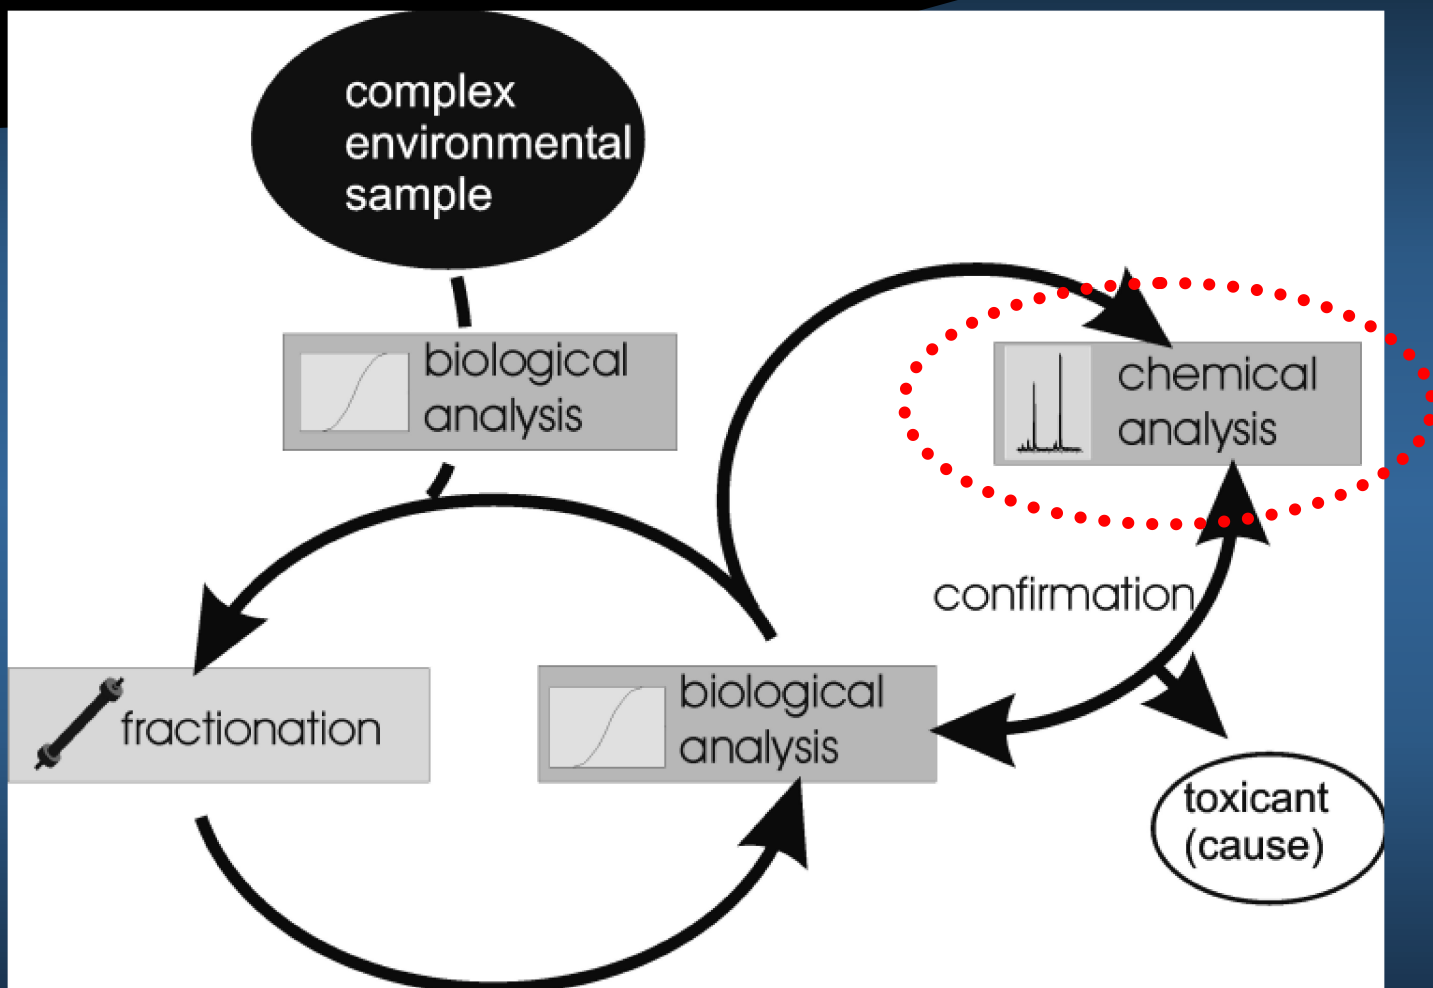 complex
environmental
sample
biological
analysis
chemical
analysis
confirmation
fractionation
biological
analysis
toxicant
(cause)